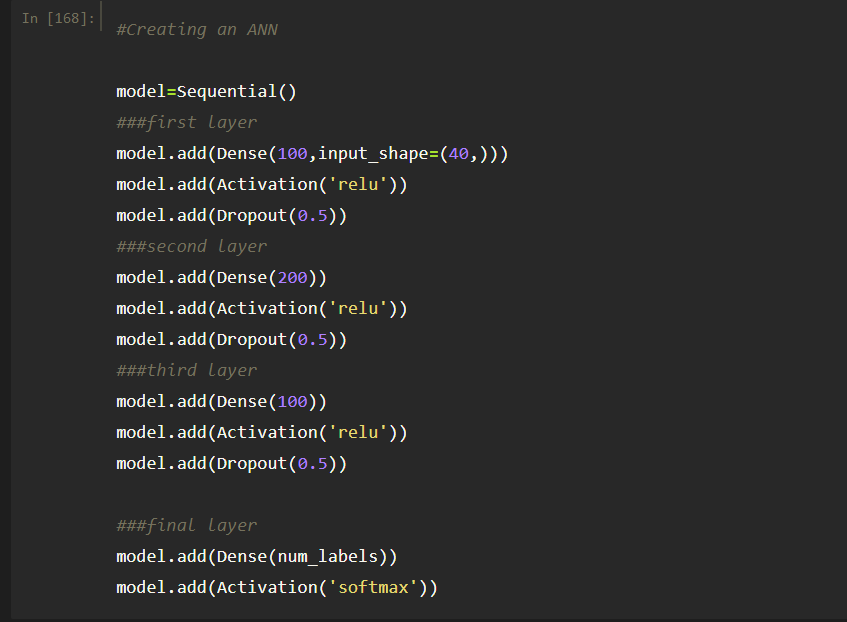 In [168]:
#Creating an ANN
model=Sequential()
###first layer
model.add(Dense(100,input_shape=(40,)))
model.add(Activation('relu'))
model.add(Dropout(0.5))
###second layer
model.add(Dense(200))
model.add(Activation('relu'))
model.add(Dropout(0.5))
###third layer
model.add(Dense(100))
model.add(Activation('relu'))
model.add(Dropout(0.5))
###final layer
model.add(Dense(num_labels))
model.add(Activation('softmax'))